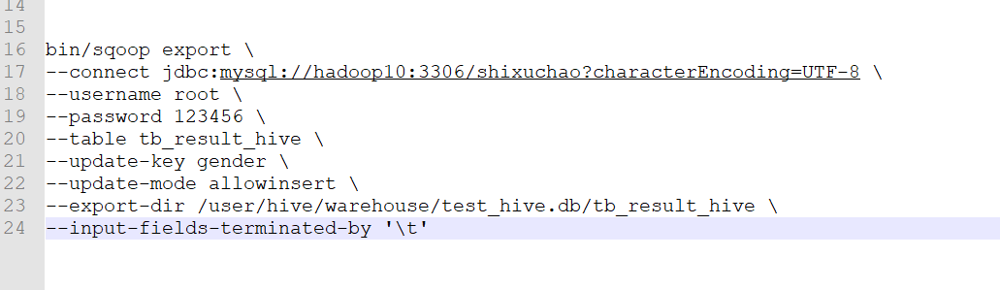 14
15
16 bin/sqoop export \
17 --connect jdbc:mysql://hadoop10:3306/shixuchao?characterEncoding=UTF-8 \
18 --username root \
19 --password 123456 \
20 --table tb_result_hive \
21 --update-key gender \
22 --update-mode allowinsert \
23 --export-dir /user/hive/warehouse/test_hive.db/tb_result_hive \
24 --input-fields-terminated-by '\t'